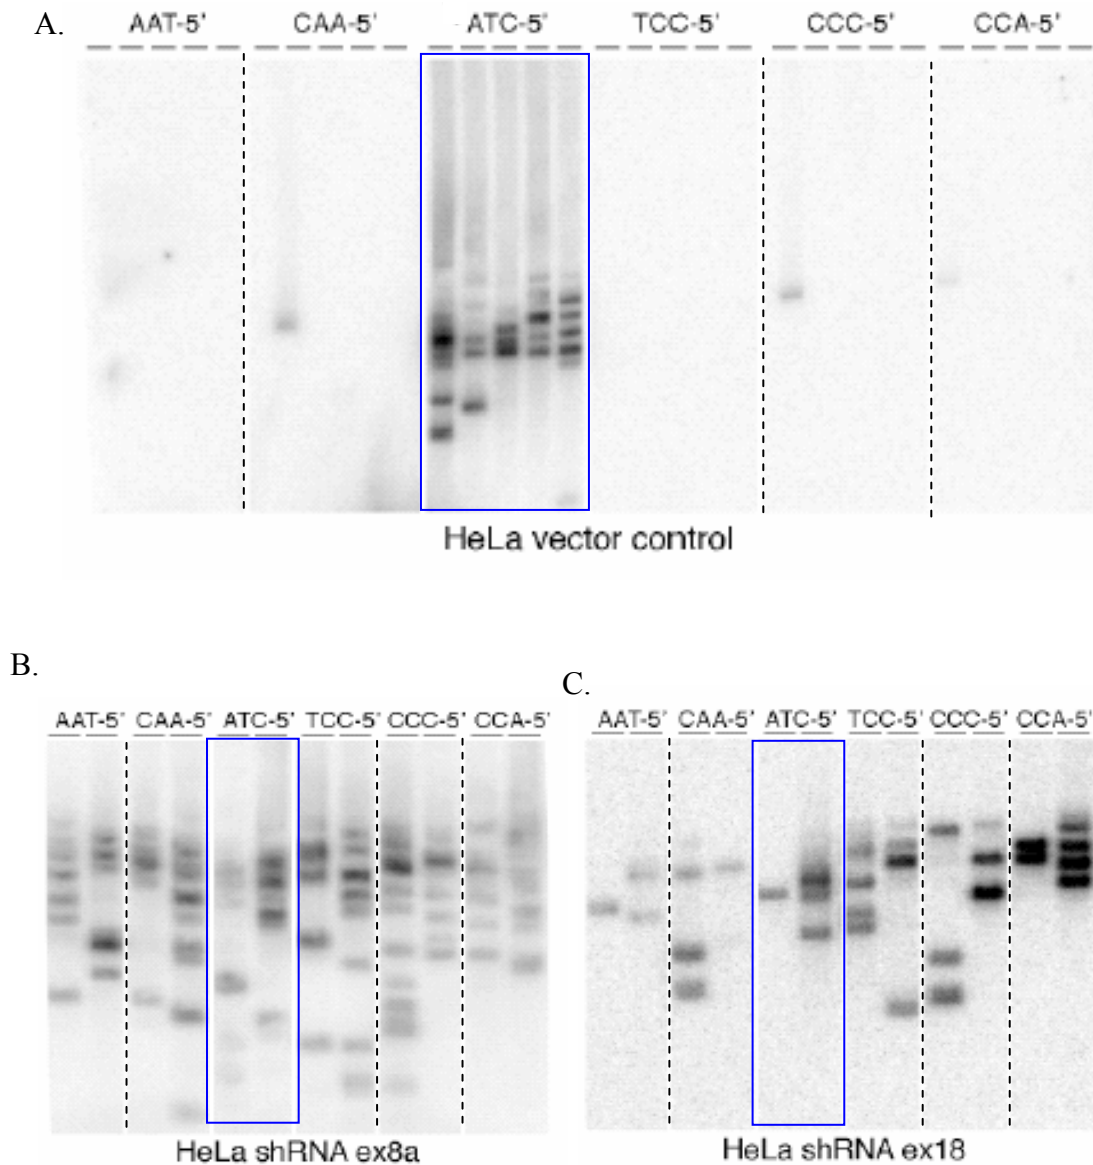 A. AAT-5' CAA-5' ATC-5' TCC-5' CCC-5' CCA-5'
HeLa vector control
B.
AAT-5' CAA-5' ATC-5' TCC-5' CCC-5' CCA-5'
HeLa shRNA ex8a
C.
AAT-5' CAA-5' ATC-5' TCC-5' CCC-5' CCA-5'
HeLa shRNA ex18